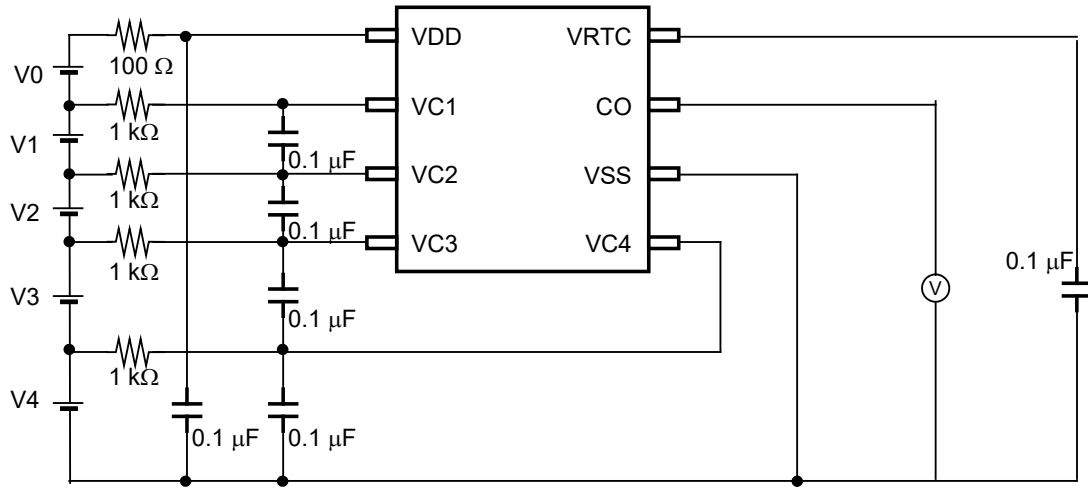 VDD
VRTC
V0
100 Ω
VC1
CO
V1
1 kΩ
0.1 µF
VC2
VSS
V2
1 kΩ
0.1 µF
VC3
VC4
1 kΩ
0.1 µF
V3
V
0.1 µF
1 kΩ
V4
0.1 µF
0.1 µF